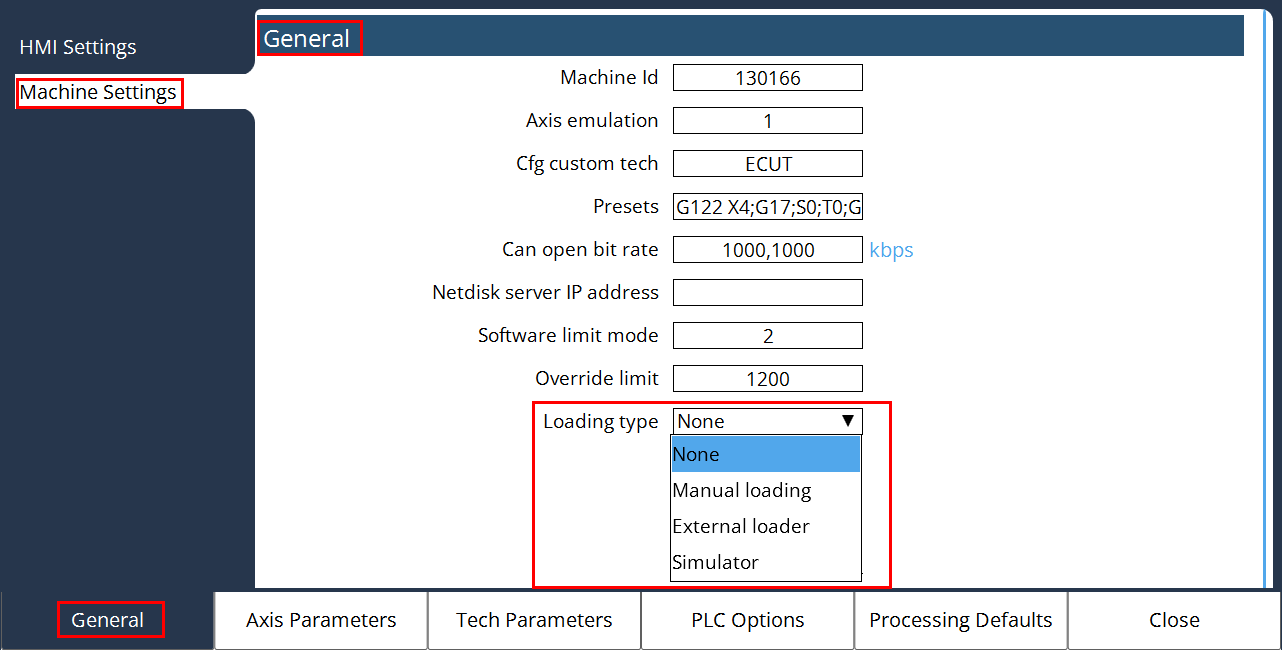 HMI Settings
Machine Settings
General
Machine Id 130166
Axis emulation 1
Cfg custom tech ECUT
Presets G122 X4;G17;S0;T0;G
Can open bit rate 1000,1000 kbps
Netdisk server IP address
Software limit mode 2
Override limit 1200
Loading type None
None
Manual loading
External loader
Simulator
General Axis Parameters Tech Parameters PLC Options Processing Defaults Close